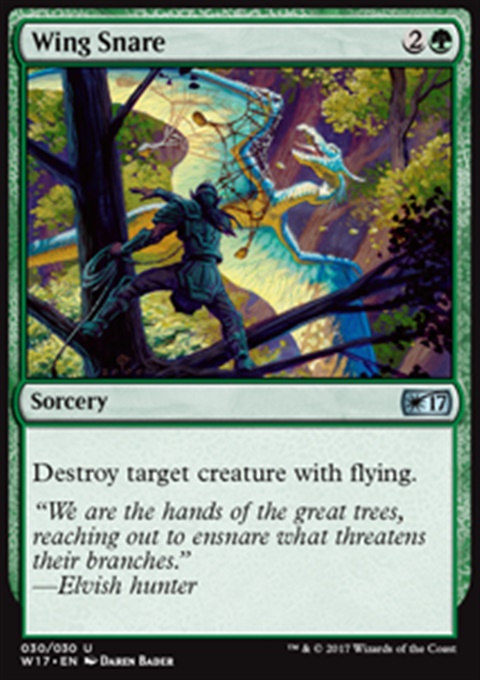 Wing Snare 2
Sorcery 17
Destroy target creature with flying.
“We are the hands of the great trees,
reaching out to ensnare what threatens
their branches.”
—Elvish hunter
030/030 U ™ & © 2017 Wizards of the Coast
W17 • EN Daren Bader